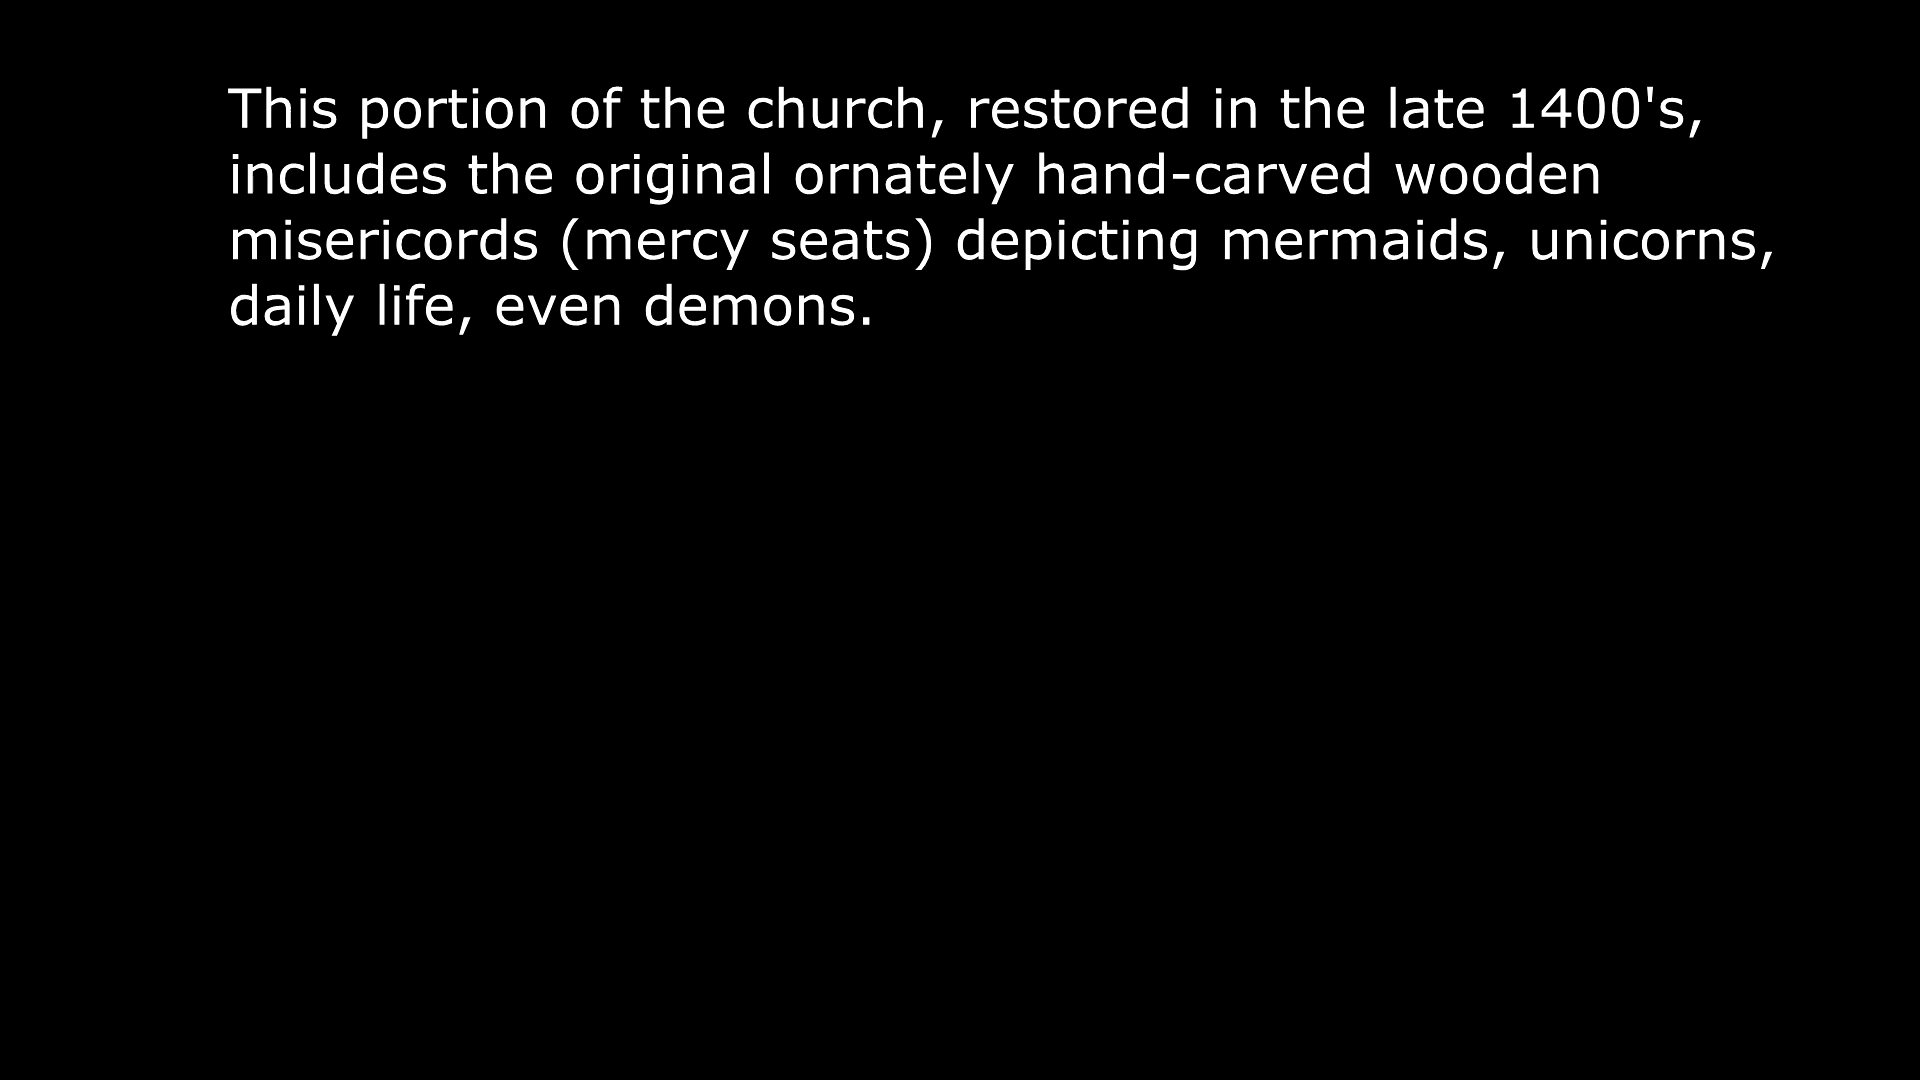 This portion of the church, restored in the late 1400's,
includes the original ornately hand-carved wooden
misericords (mercy seats) depicting mermaids, unicorns,
daily life, even demons.